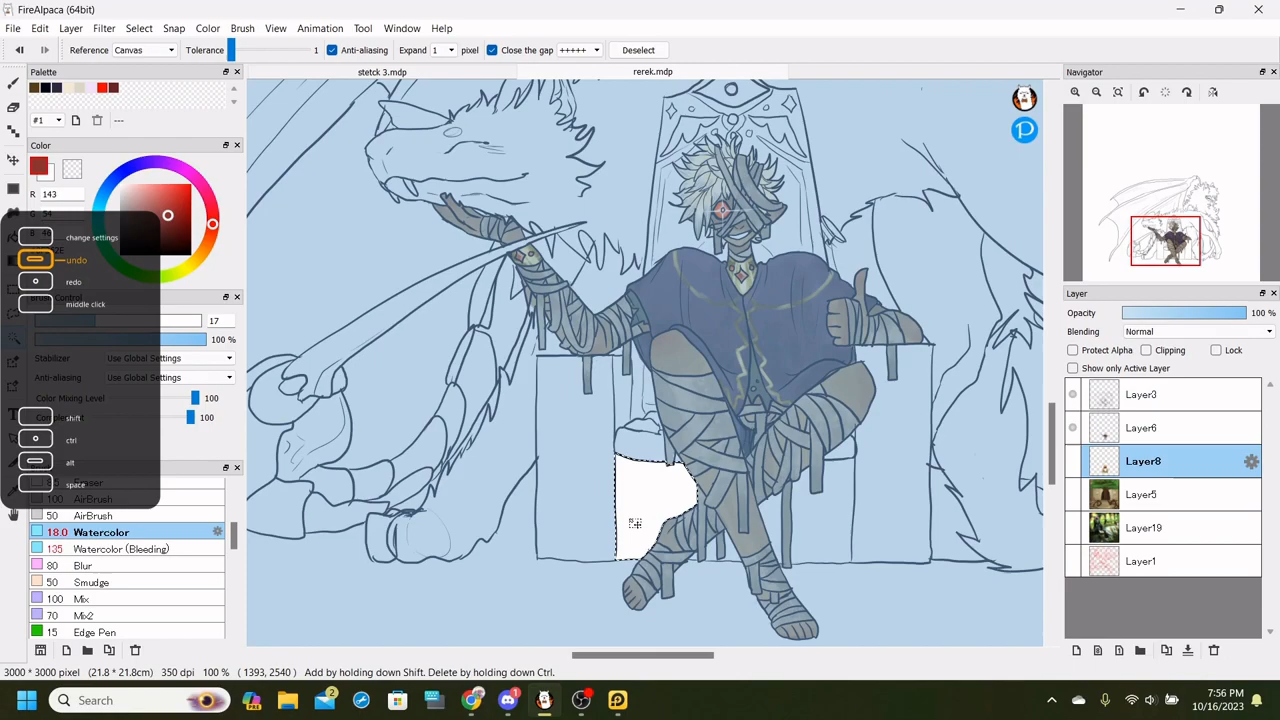 FireAlpaca (64bit)
File Edit Layer Filter Select Snap Color Brush View Animation Tool Window Help
Reference Canvas Tolerance 1 Anti-aliasing Expand 1 pixel Close the gap +++++ Deselect
Palette
stetck 3.mdp rerek.mdp
Navigator
#1 ---
Color
R 143
G 54
change settings
undo
redo
middle click
17
100 %
Stabilizer Use Global Settings
Anti-aliasing Use Global Settings
Color Mixing Level 100
100
shift
ctrl
alt
space
Eraser
100 AirBrush
50 AirBrush
18.0 Watercolor
135 Watercolor (Bleeding)
100 Blur
50 Smudge
100 Mix
70 Mix2
15 Edge Pen
Layer
Opacity 100 %
Blending Normal
Protect Alpha Clipping Lock
Show only Active Layer
Layer3
Layer6
Layer8
Layer5
Layer19
Layer1
3000 * 3000 pixel (21.8 * 21.8cm) 350 dpi 100 % (1393, 2540) Add by holding down Shift. Delete by holding down Ctrl.
Search
PRE
2
1
7:56 PM
10/16/2023